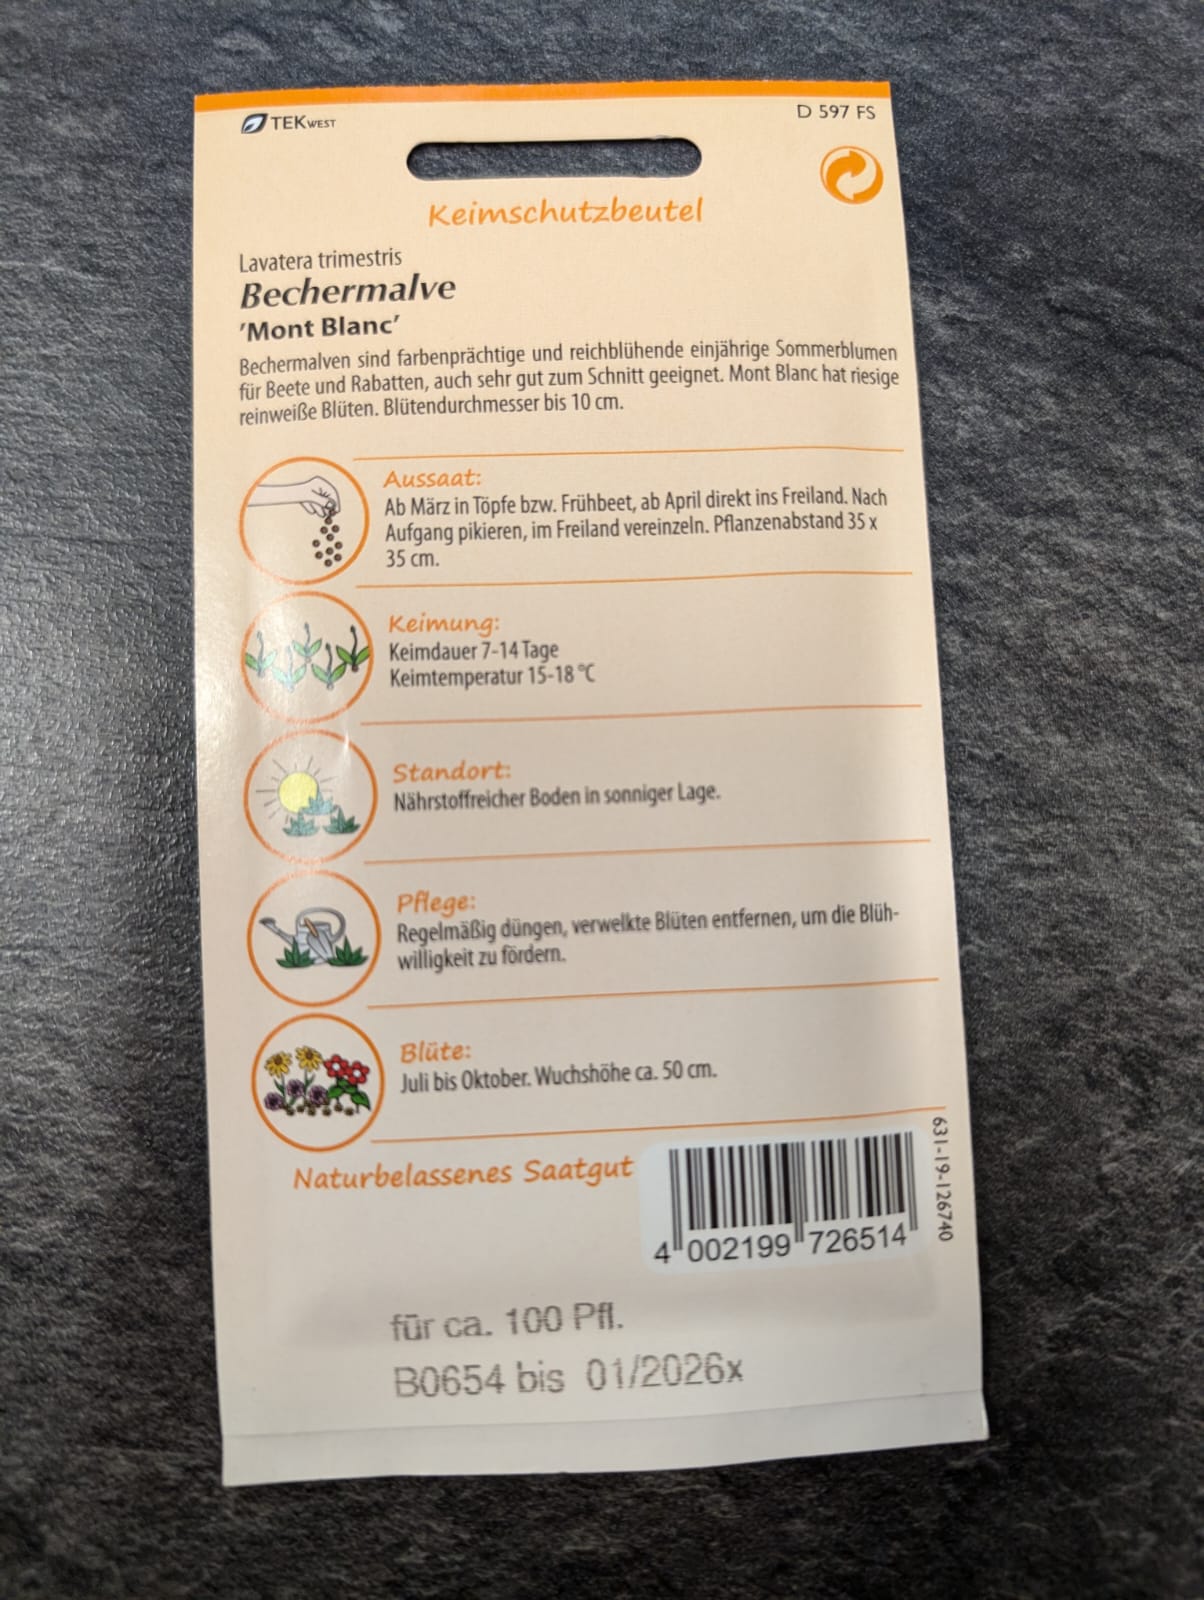 TEKWEST
D 597 FS
Keimschutzbeutel
Lavatera trimestris
Bechermalve
'Mont Blanc'
Bechermalven sind farbenprächtige und reichblühende einjährige Sommerblumen
für Beete und Rabatten, auch sehr gut zum Schnitt geeignet. Mont Blanc hat riesige
reinweiße Blüten. Blütendurchmesser bis 10 cm.
Aussaat:
Ab März in Töpfe bzw. Frühbeet, ab April direkt ins Freiland. Nach
Aufgang pikieren, im Freiland vereinzeln. Pflanzenabstand 35 x
35 cm.
Keimung:
Keimdauer 7-14 Tage
Keimtemperatur 15-18 °C
Standort:
Nährstoffreicher Boden in sonniger Lage.
Pflege:
Regelmäßig düngen, verwelkte Blüten entfernen, um die Blüh-
willigkeit zu fördern.
Blüte:
Juli bis Oktober. Wuchshöhe ca. 50 cm.
Naturbelassenes Saatgut
4 002199 726514
631-19-126740
für ca. 100 Pfl.
B0654 bis 01/2026x